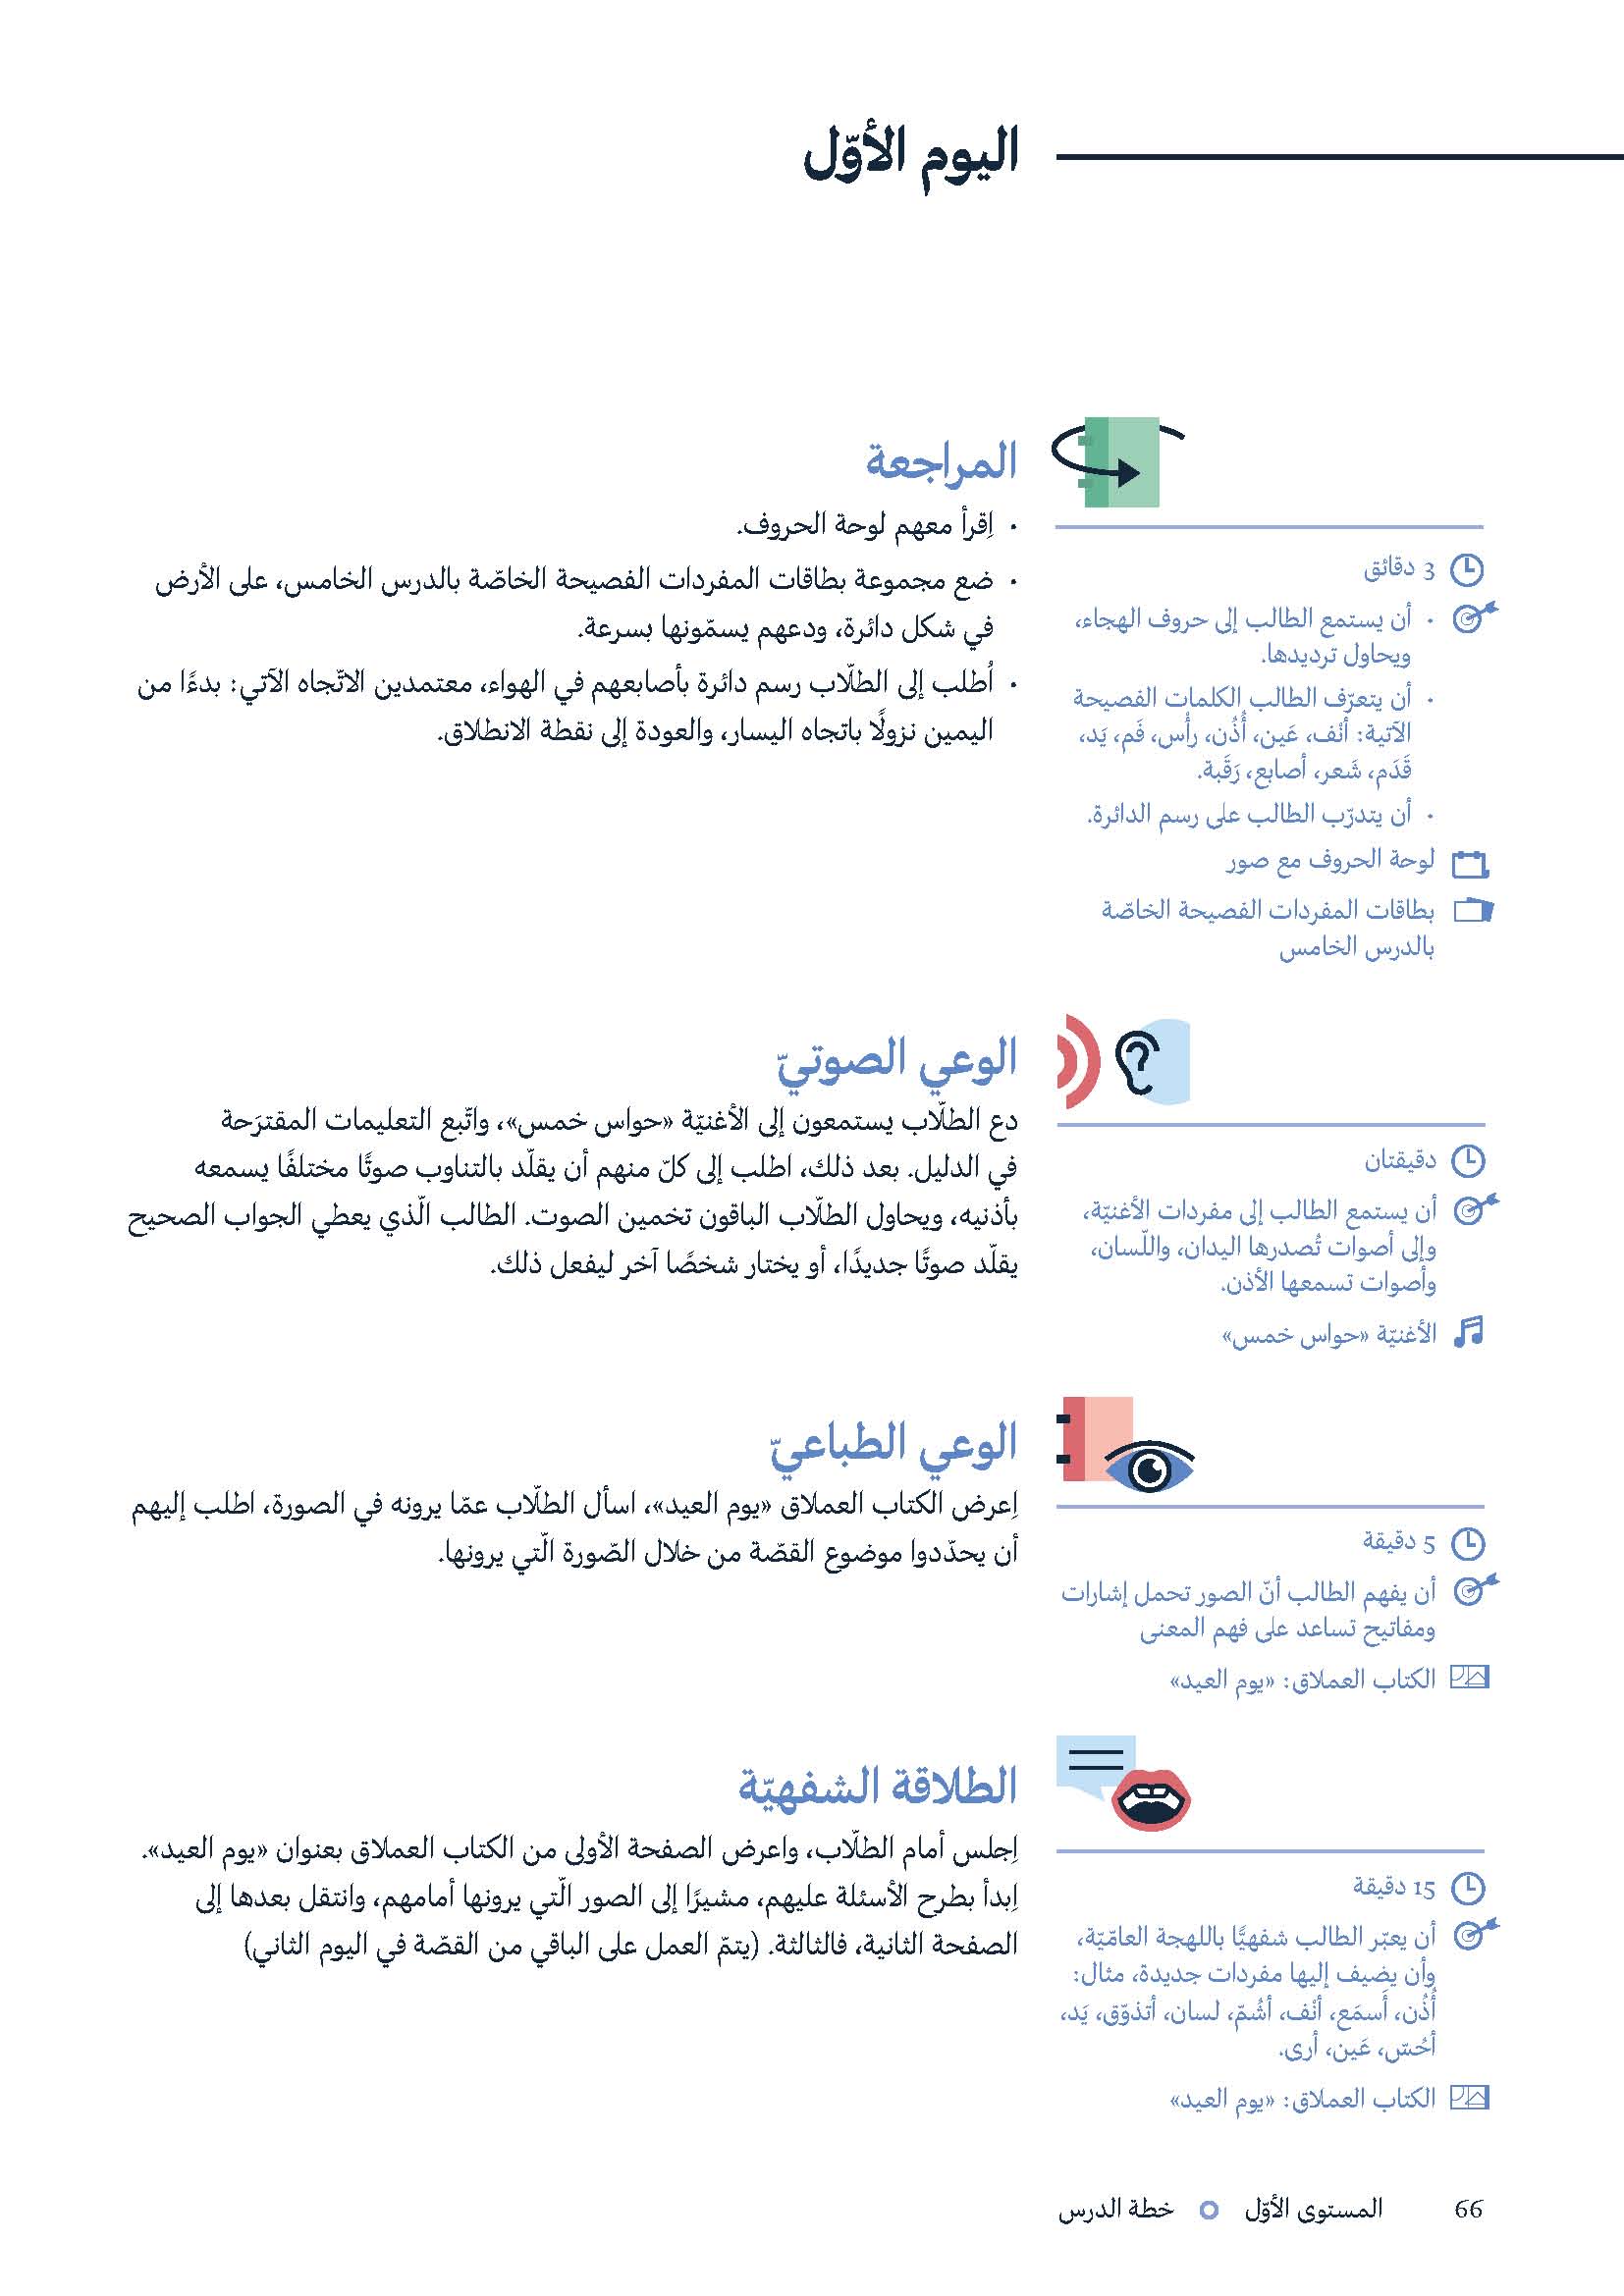 اليوم الأوّل
المراجعة
3 دقائق
• أن يستمع الطالب إلى حروف الهجاء،
ويحاول ترديدها.
• أن يتعرّف الطالب الكلمات الفصيحة
الآتية: أنْف، عَين، أُذُن، رأْس، فَم، يَد،
قَدَم، شَعر، أصابع، رَقَبة.
• أن يتدرّب الطالب على رسم الدائرة.
لوحة الحروف مع صور
بطاقات المفردات الفصيحة الخاصّة
بالدرس الخامس
• اِقرأ معهم لوحة الحروف.
• ضع مجموعة بطاقات المفردات الفصيحة الخاصّة بالدرس الخامس، على الأرض
في شكل دائرة، ودعهم يسمّونها بسرعة.
• اُطلب إلى الطلّاب رسم دائرة بأصابعهم في الهواء، معتمدين الاتّجاه الآتي: بدءًا من
اليمين نزولًا باتجاه اليسار، والعودة إلى نقطة الانطلاق.
الوعي الصوتيّ
دقيقتان
أن يستمع الطالب إلى مفردات الأغنيّة،
وإلى أصوات تُصدرها اليدان، واللّسان،
وأصوات تسمعها الأذن.
الأغنيّة «حواس خمس»
دع الطلّاب يستمعون إلى الأغنيّة «حواس خمس»، واتّبع التعليمات المقترَحة
في الدليل. بعد ذلك، اطلب إلى كلّ منهم أن يقلّد بالتناوب صوتًا مختلفًا يسمعه
بأذنيه، ويحاول الطلّاب الباقون تخمين الصوت. الطالب الّذي يعطي الجواب الصحيح
يقلّد صوتًا جديدًا، أو يختار شخصًا آخر ليفعل ذلك.
الوعي الطباعيّ
5 دقيقة
أن يفهم الطالب أنّ الصور تحمل إشارات
ومفاتيح تساعد على فهم المعنى
الكتاب العملاق: «يوم العيد»
اِعرض الكتاب العملاق «يوم العيد»، اسأل الطلّاب عمّا يرونه في الصورة، اطلب إليهم
أن يحدّدوا موضوع القصّة من خلال الصّورة الّتي يرونها.
الطلاقة الشفهيّة
15 دقيقة
أن يعبّر الطالب شفهيًّا باللهجة العامّيّة،
وأن يضيف إليها مفردات جديدة، مثال:
أُذُن، أَسمَع، أنْف، أشُمّ، لسان، أتذوّق، يَد،
أحُسّ، عَين، أرى.
الكتاب العملاق: «يوم العيد»
اِجلس أمام الطلّاب، واعرض الصفحة الأولى من الكتاب العملاق بعنوان «يوم العيد».
اِبدأ بطرح الأسئلة عليهم، مشيرًا إلى الصور الّتي يرونها أمامهم، وانتقل بعدها إلى
الصفحة الثانية، فالثالثة. (يتمّ العمل على الباقي من القصّة في اليوم الثاني)
66 المستوى الأوّل خطة الدرس